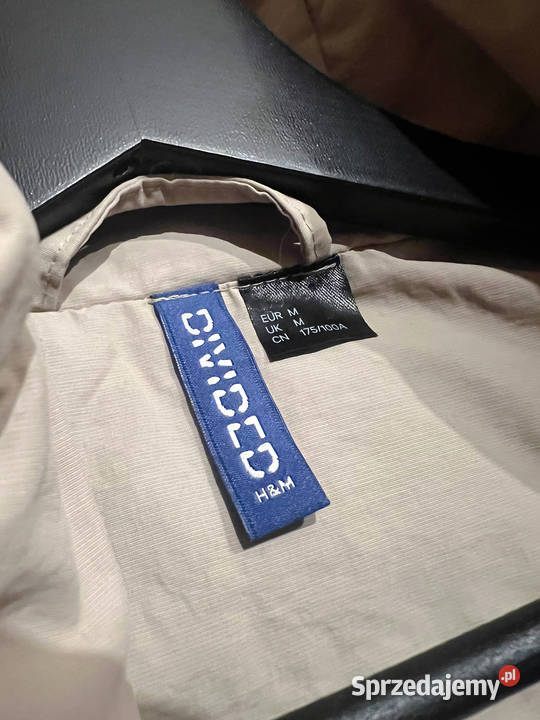 DIVIDED
H&M
EUR M
UK M
CN 175/100A
Sprzedajemy.pl